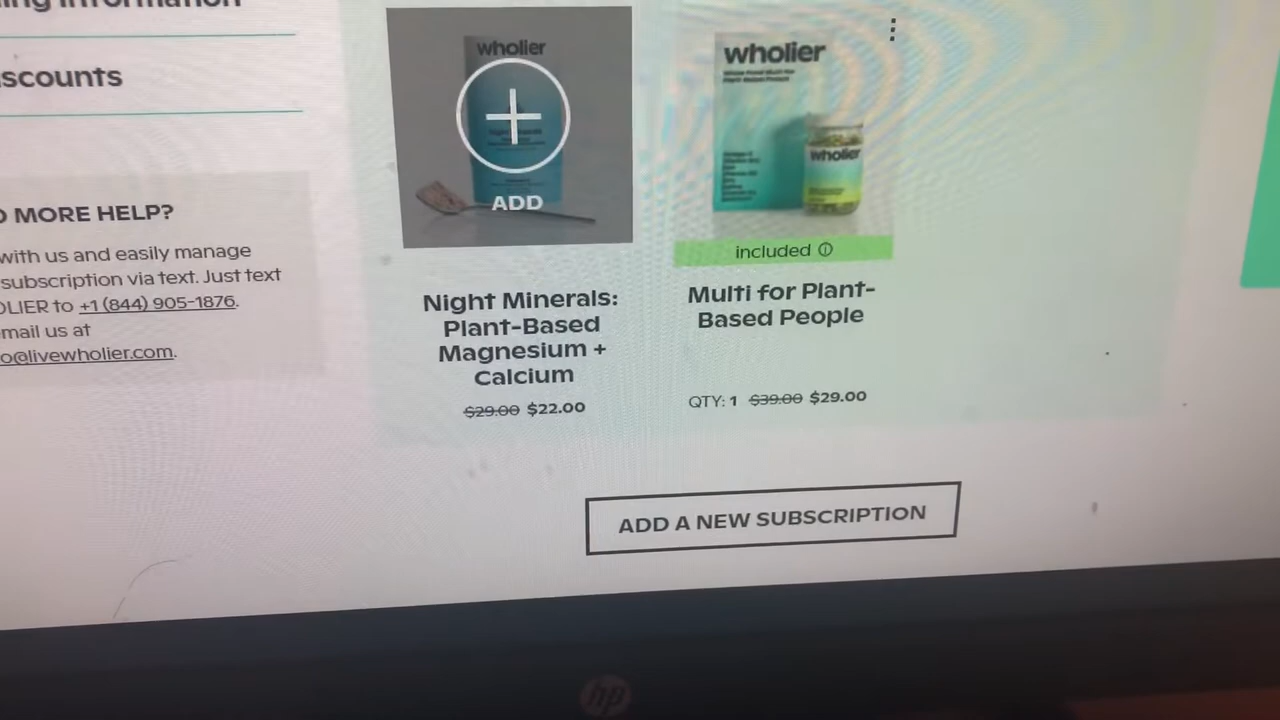 scounts
MORE HELP?
with us and easily manage
subscription via text. Just text
OLIER to +1 (844) 905-1876.
mail us at
o@livewholier.com.
wholier
ADD
Night Minerals:
Plant-Based
Magnesium +
Calcium
$29.00 $22.00
wholier
wholier
included
Multi for Plant-
Based People
QTY: 1 $39.00 $29.00
ADD A NEW SUBSCRIPTION
hp